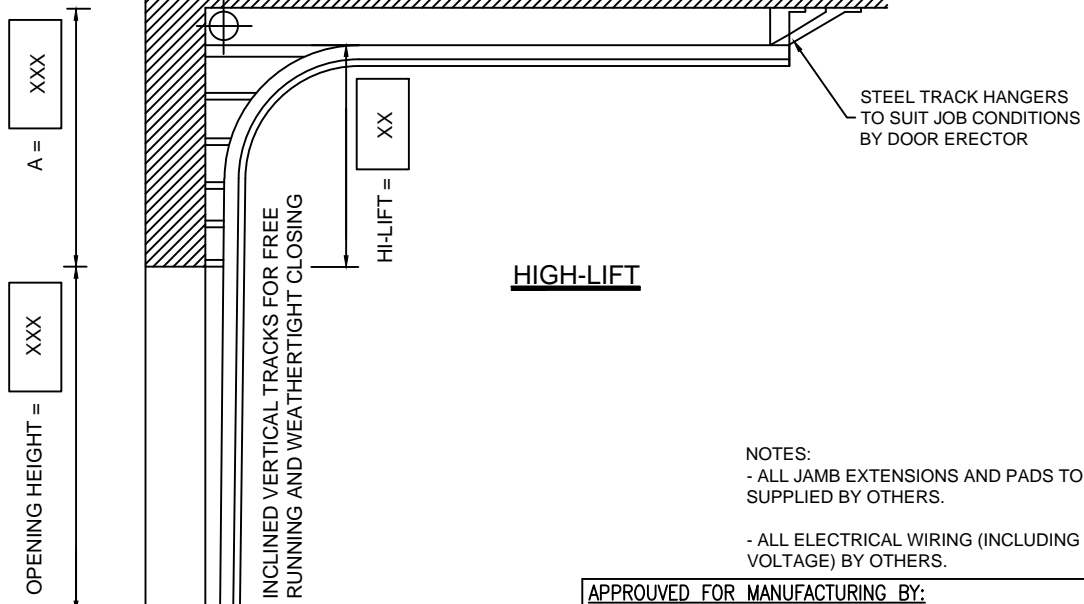 XXX
A =
XX
HI-LIFT =
STEEL TRACK HANGERS
TO SUIT JOB CONDITIONS
BY DOOR ERECTOR
INCLINED VERTICAL TRACKS FOR FREE
RUNNING AND WEATHERTIGHT CLOSING
HIGH-LIFT
XXX
OPENING HEIGHT =
NOTES:
- ALL JAMB EXTENSIONS AND PADS TO
SUPPLIED BY OTHERS.
- ALL ELECTRICAL WIRING (INCLUDING
VOLTAGE) BY OTHERS.
APPROUVED FOR MANUFACTURING BY: